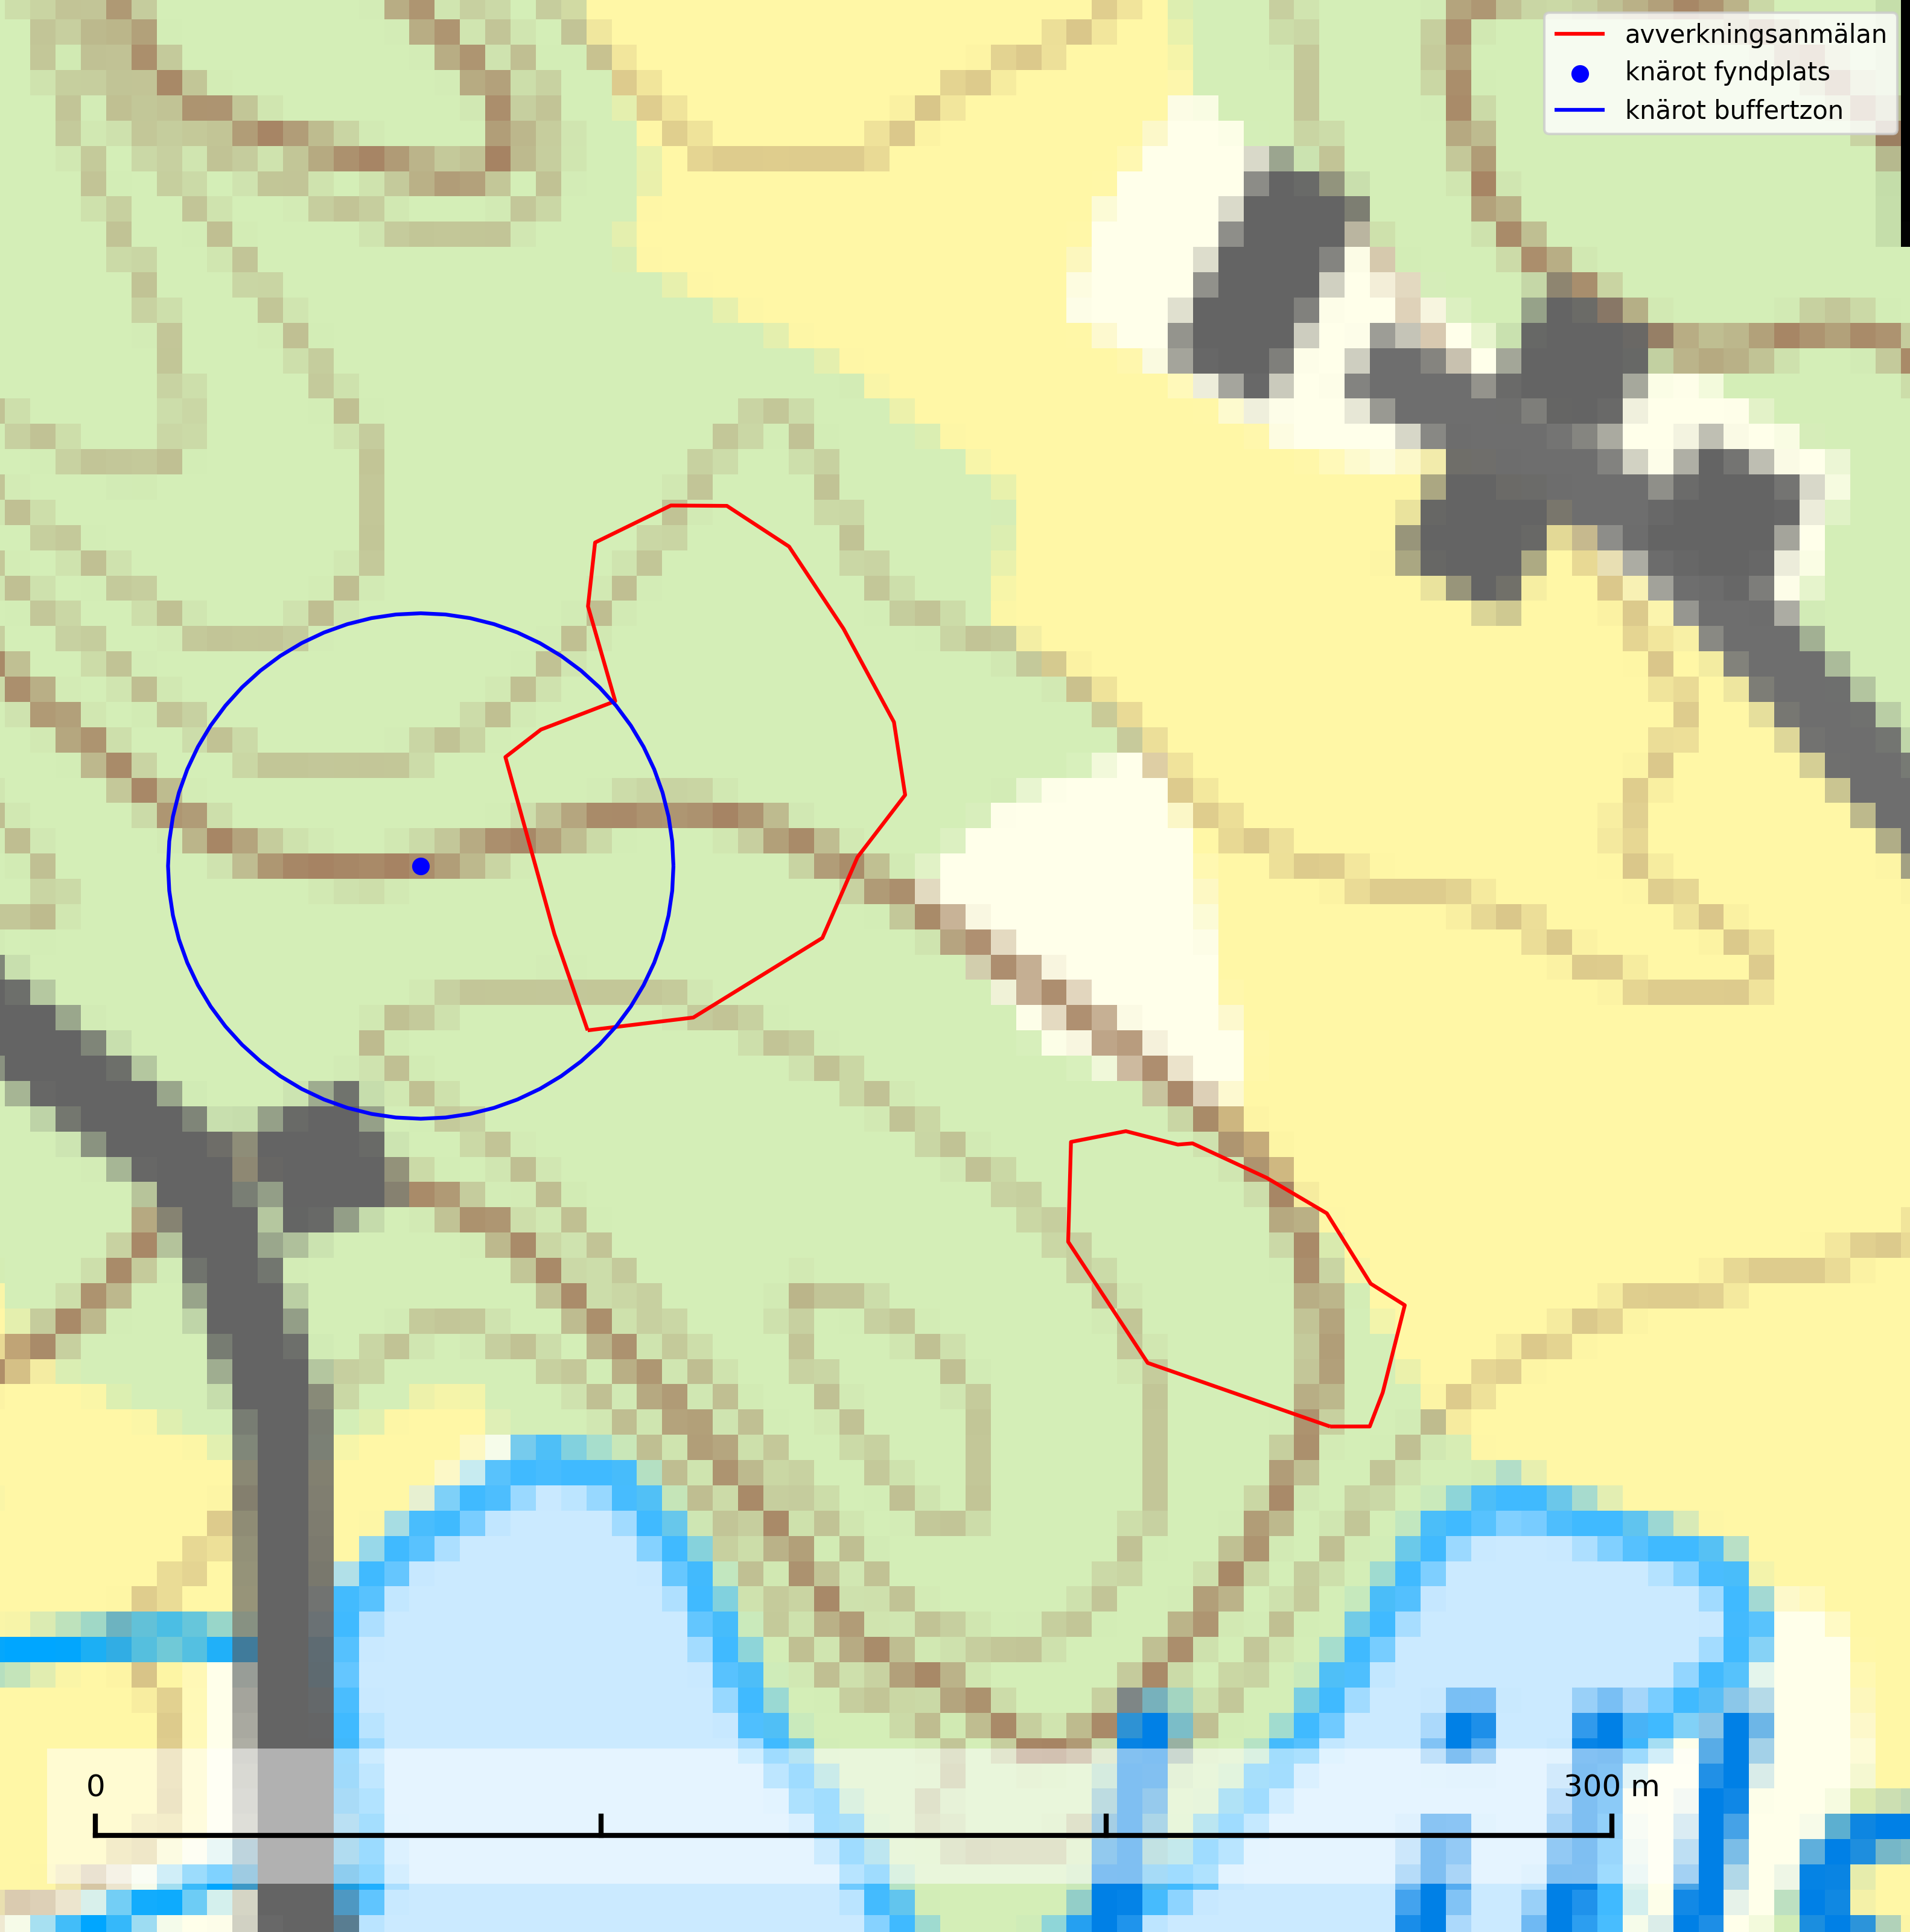 avverkningsanmälan
knärot fyndplats
knärot buffertzon
0 300 m